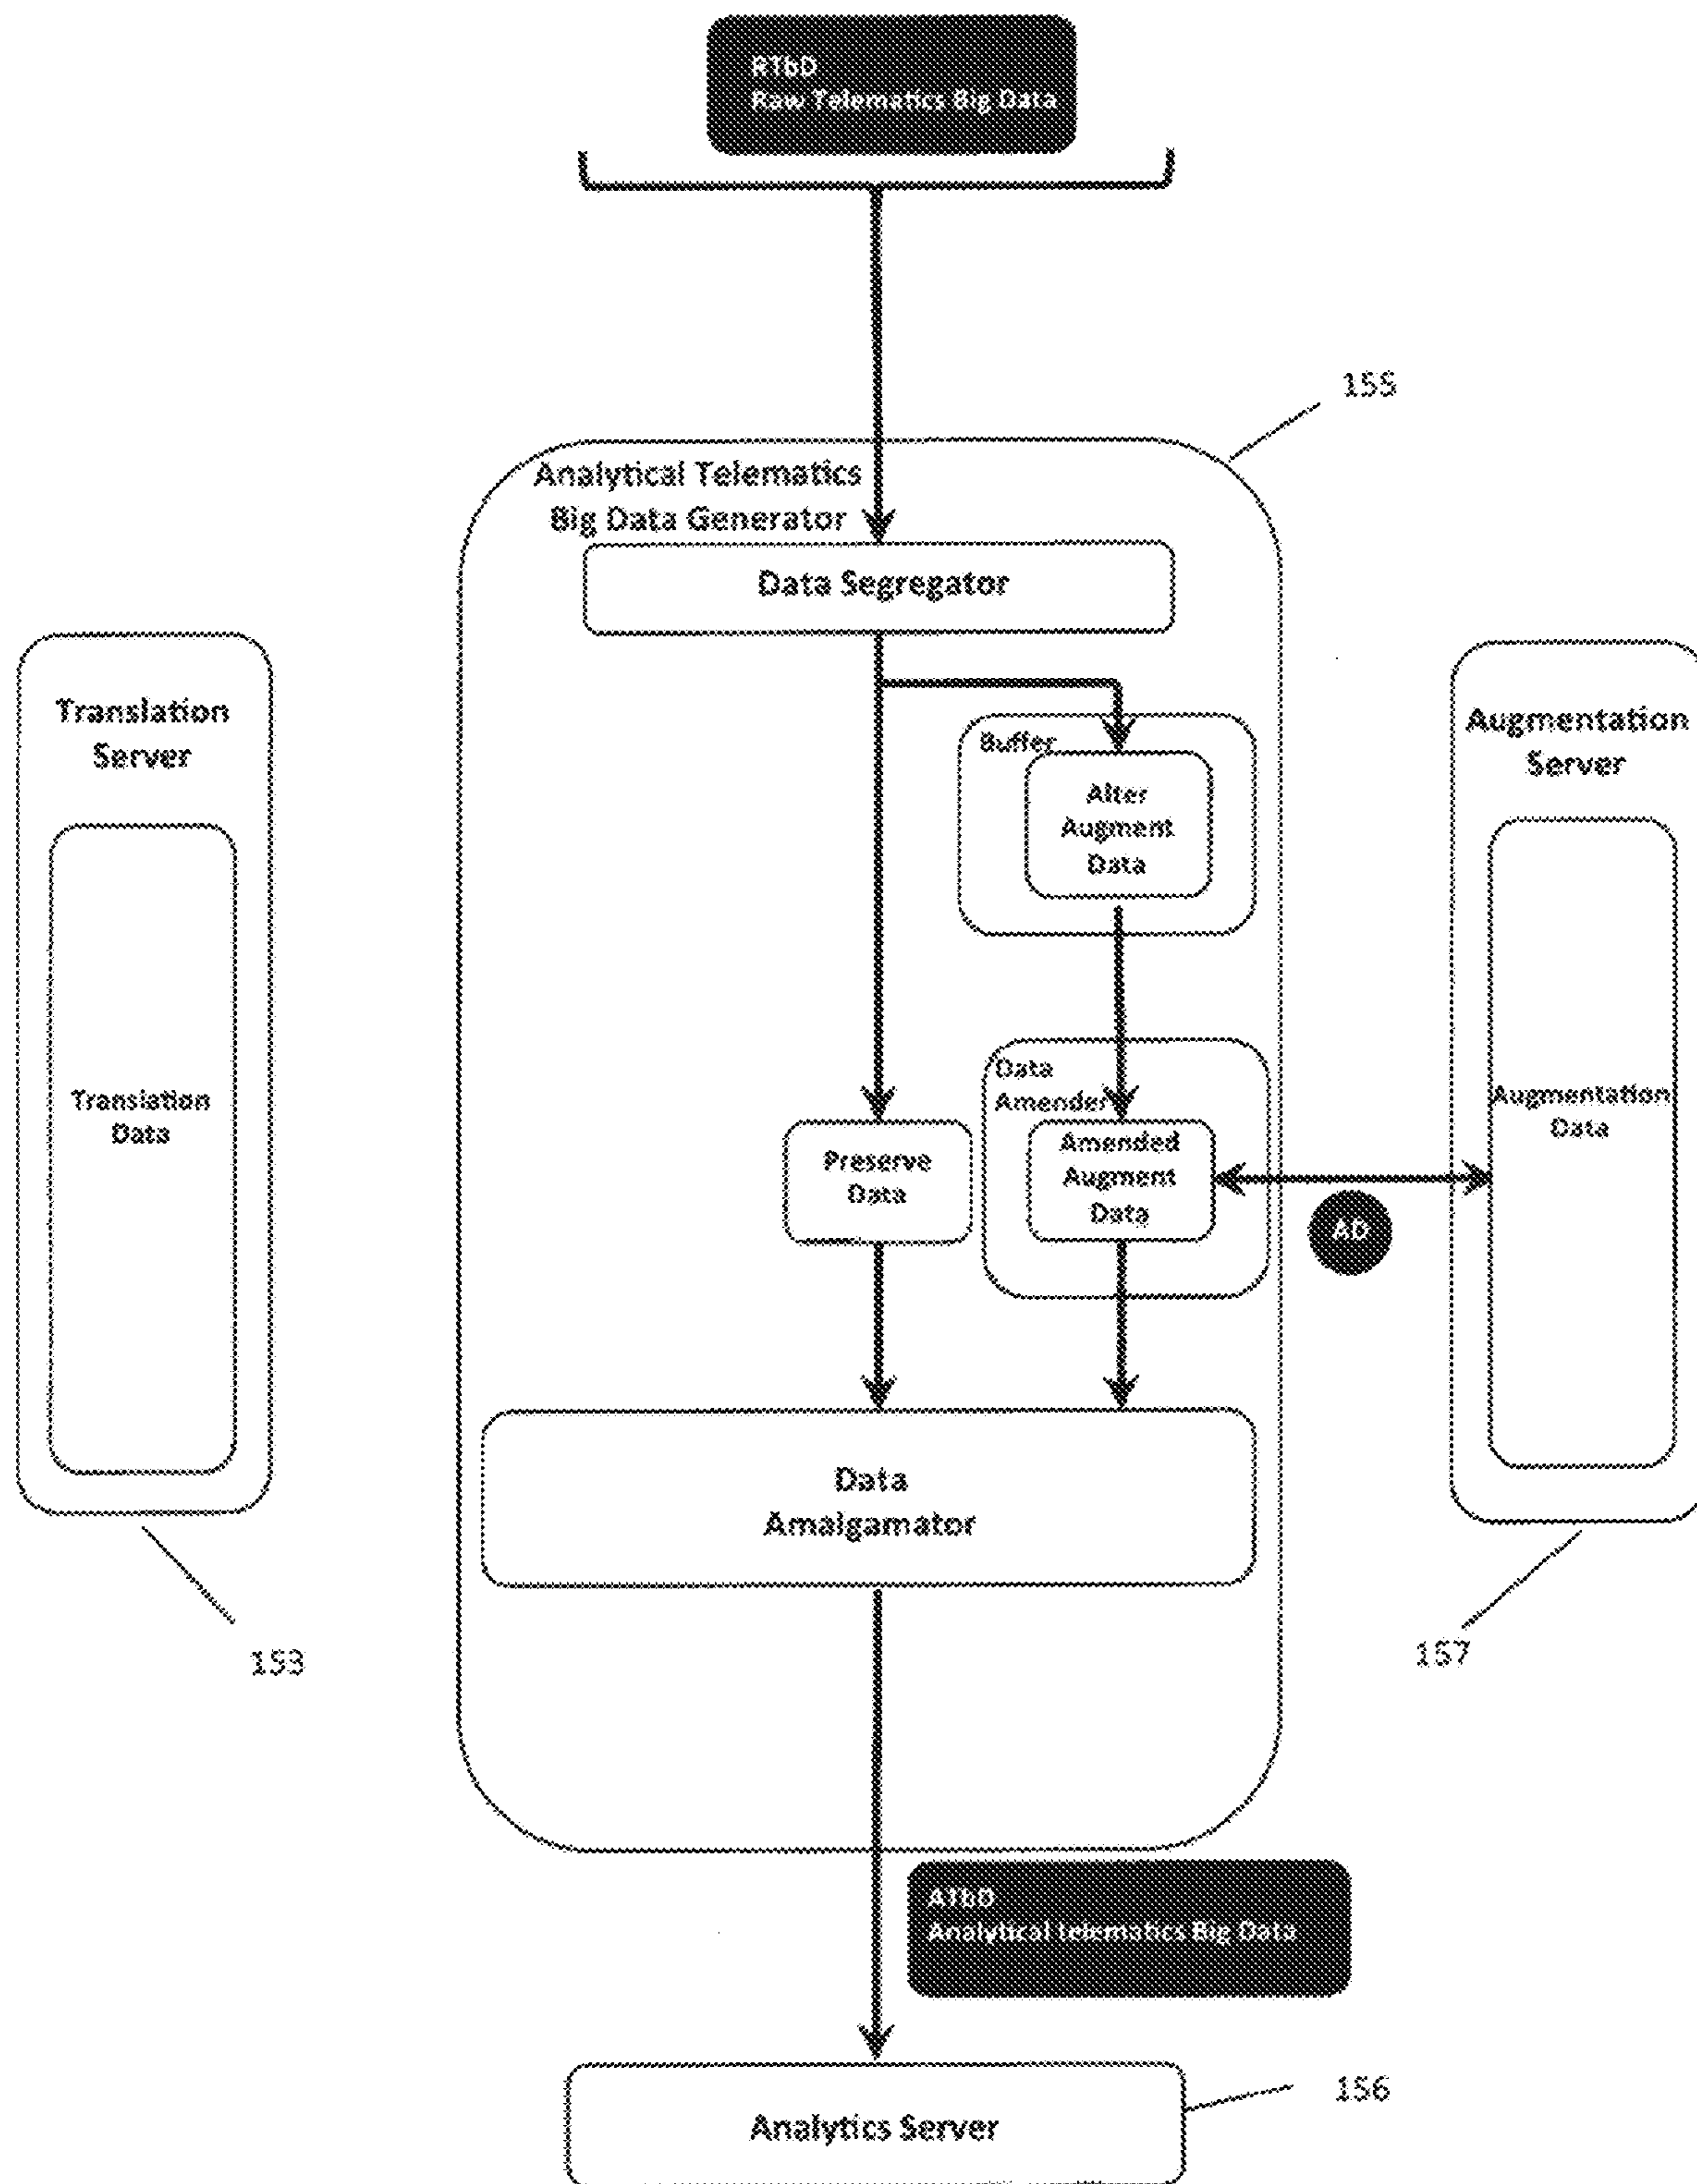 RTbD
Raw Telematics Big Data
155
Analytical Telematics
Big Data Generator
Data Segregator
Translation
Server
Buffer
Augmentation
Server
Alter
Augment
Data
Data
Amender
Translation
Data
Preserve
Data
Amended
Augment
Data
Augmentation
Data
AD
Data
Amalgamator
153
157
ATbD
Analytical telematics Big Data
156
Analytics Server